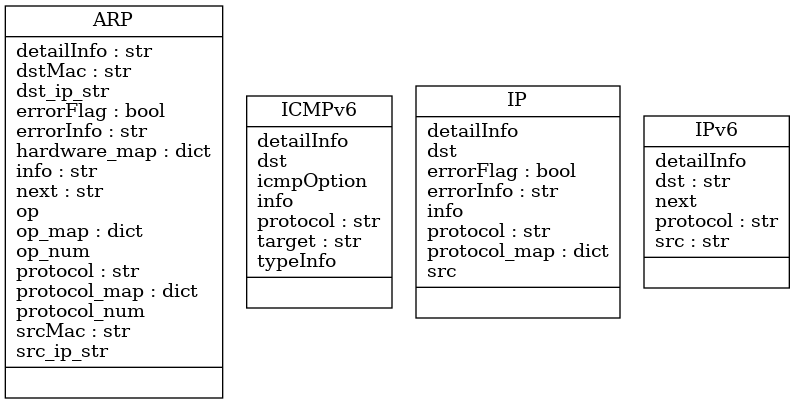 ARP
detailInfo : str
dstMac : str
dst_ip_str
errorFlag : bool
errorInfo : str
hardware_map : dict
info : str
next : str
op
op_map : dict
op_num
protocol : str
protocol_map : dict
protocol_num
srcMac : str
src_ip_str
ICMPv6
detailInfo
dst
icmpOption
info
protocol : str
target : str
typeInfo
IP
detailInfo
dst
errorFlag : bool
errorInfo : str
info
protocol : str
protocol_map : dict
src
IPv6
detailInfo
dst : str
next
protocol : str
src : str